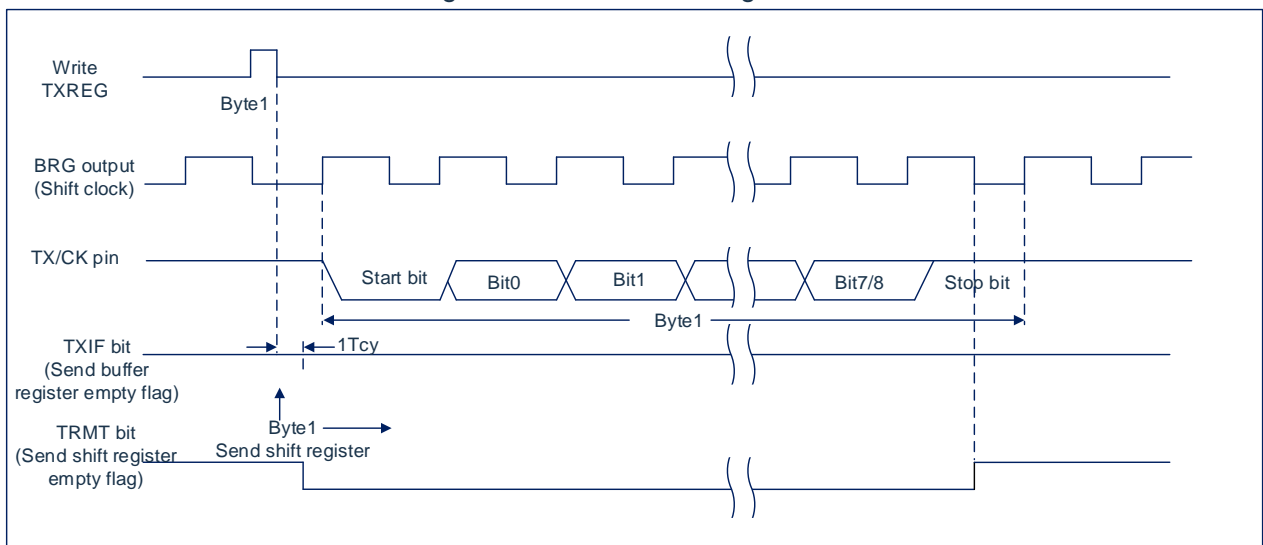 Write
TXREG
Byte1
BRG output
(Shift clock)
TX/CK pin
Start bit
Bit0
Bit1
Bit7/8
Stop bit
Byte1
TXIF bit
(Send buffer
register empty flag)
1Tcy
TRMT bit
(Send shift register
empty flag)
Byte1
Send shift register